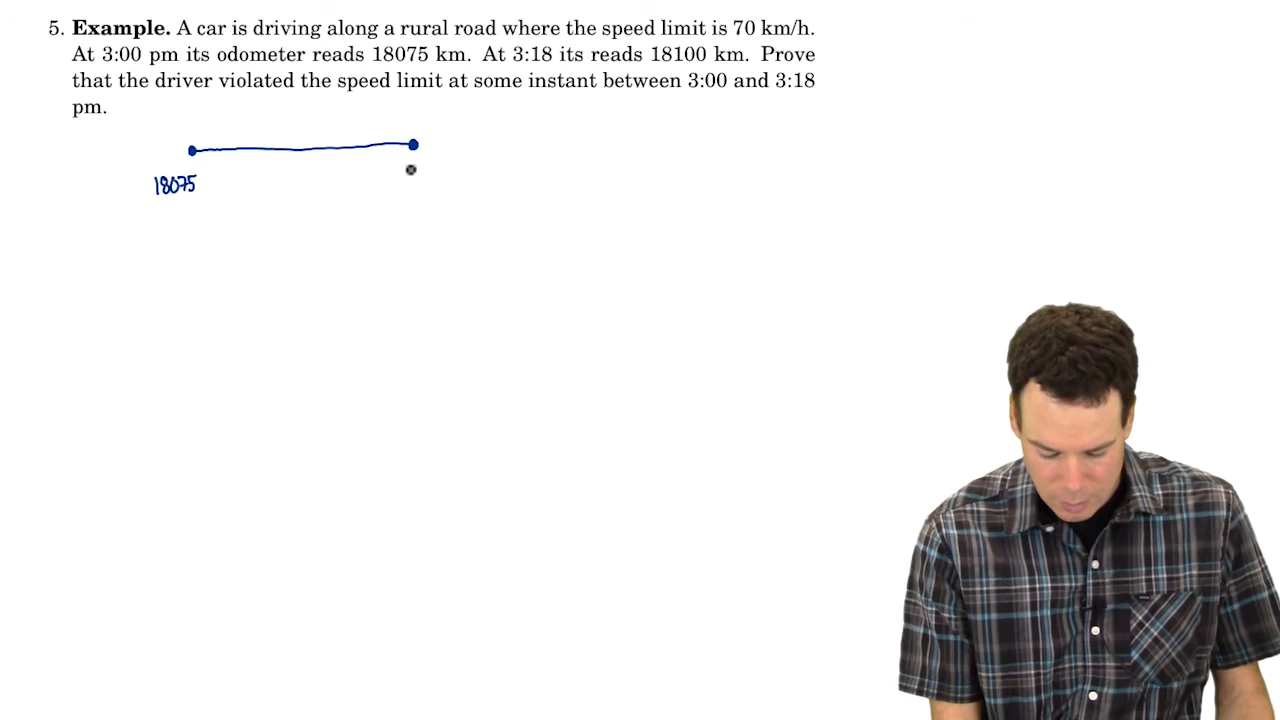 5. Example. A car is driving along a rural road where the speed limit is 70 km/h.
At 3:00 pm its odometer reads 18075 km. At 3:18 its reads 18100 km. Prove
that the driver violated the speed limit at some instant between 3:00 and 3:18
pm.
18075